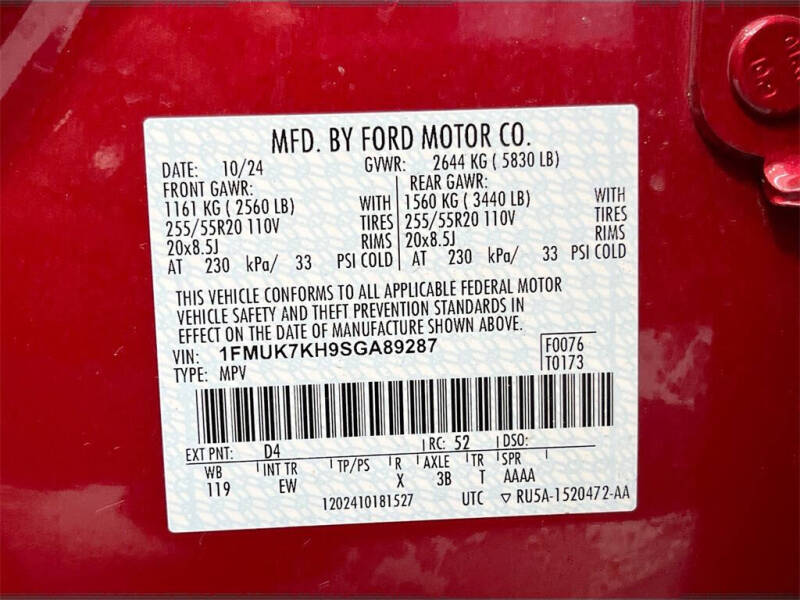 MFD. BY FORD MOTOR CO.
DATE: 10/24 GVWR: 2644 KG ( 5830 LB)
FRONT GAWR: REAR GAWR:
1161 KG ( 2560 LB) WITH 1560 KG ( 3440 LB) WITH
255/55R20 110V TIRES 255/55R20 110V TIRES
20x8.5J RIMS 20x8.5J RIMS
AT 230 kPa/ 33 PSI COLD AT 230 kPa/ 33 PSI COLD
THIS VEHICLE CONFORMS TO ALL APPLICABLE FEDERAL MOTOR
VEHICLE SAFETY AND THEFT PREVENTION STANDARDS IN
EFFECT ON THE DATE OF MANUFACTURE SHOWN ABOVE.
VIN: 1FMUK7KH9SGA89287 F0076
TYPE: MPV T0173
EXT PNT: D4 RC: 52 DSO:
WB INT TR TP/PS R AXLE TR SPR
119 EW X 3B T AAAA
1202410181527 UTC ▽ RU5A-1520472-AA